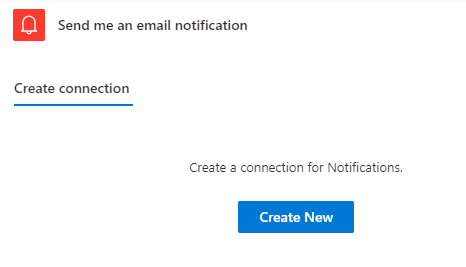 Send me an email notification
Create connection
Create a connection for Notifications.
Create New